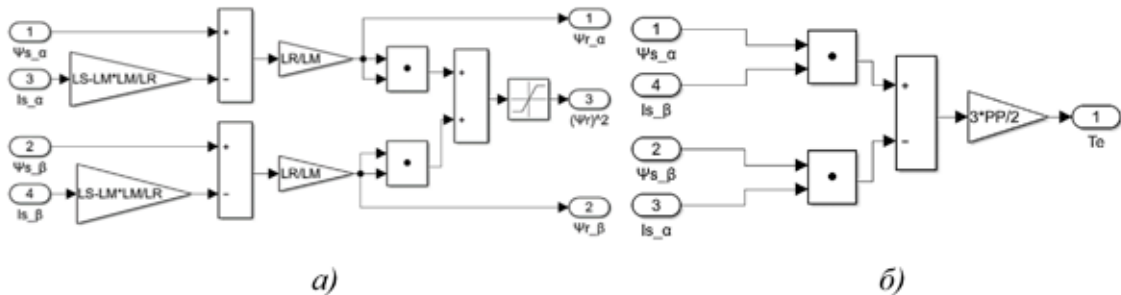 1
Ψs_α
3
Is_α
LS-LM*LM/LR
+
−
LR/LM
2
Ψs_β
4
Is_β
LS-LM*LM/LR
+
−
LR/LM
+
+
1
Ψr_α
3
(Ψr)^2
2
Ψr_β
а)
1
Ψs_α
4
Is_β
2
Ψs_β
3
Is_α
+
−
3*PP/2
1
Te
б)